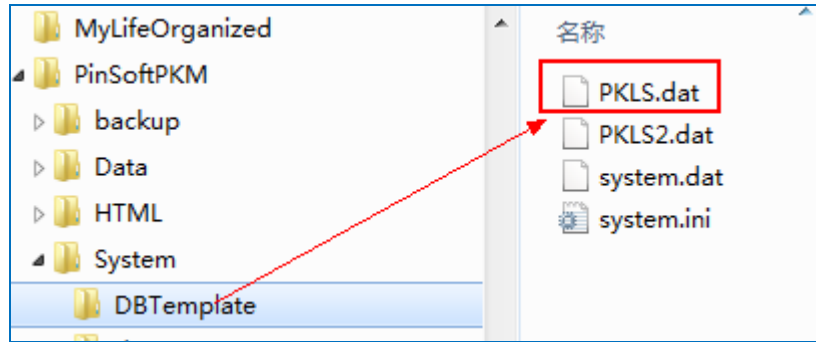 MyLifeOrganized
PinSoftPKM
backup
Data
HTML
System
DBTemplate
名称
PKLS.dat
PKLS2.dat
system.dat
system.ini